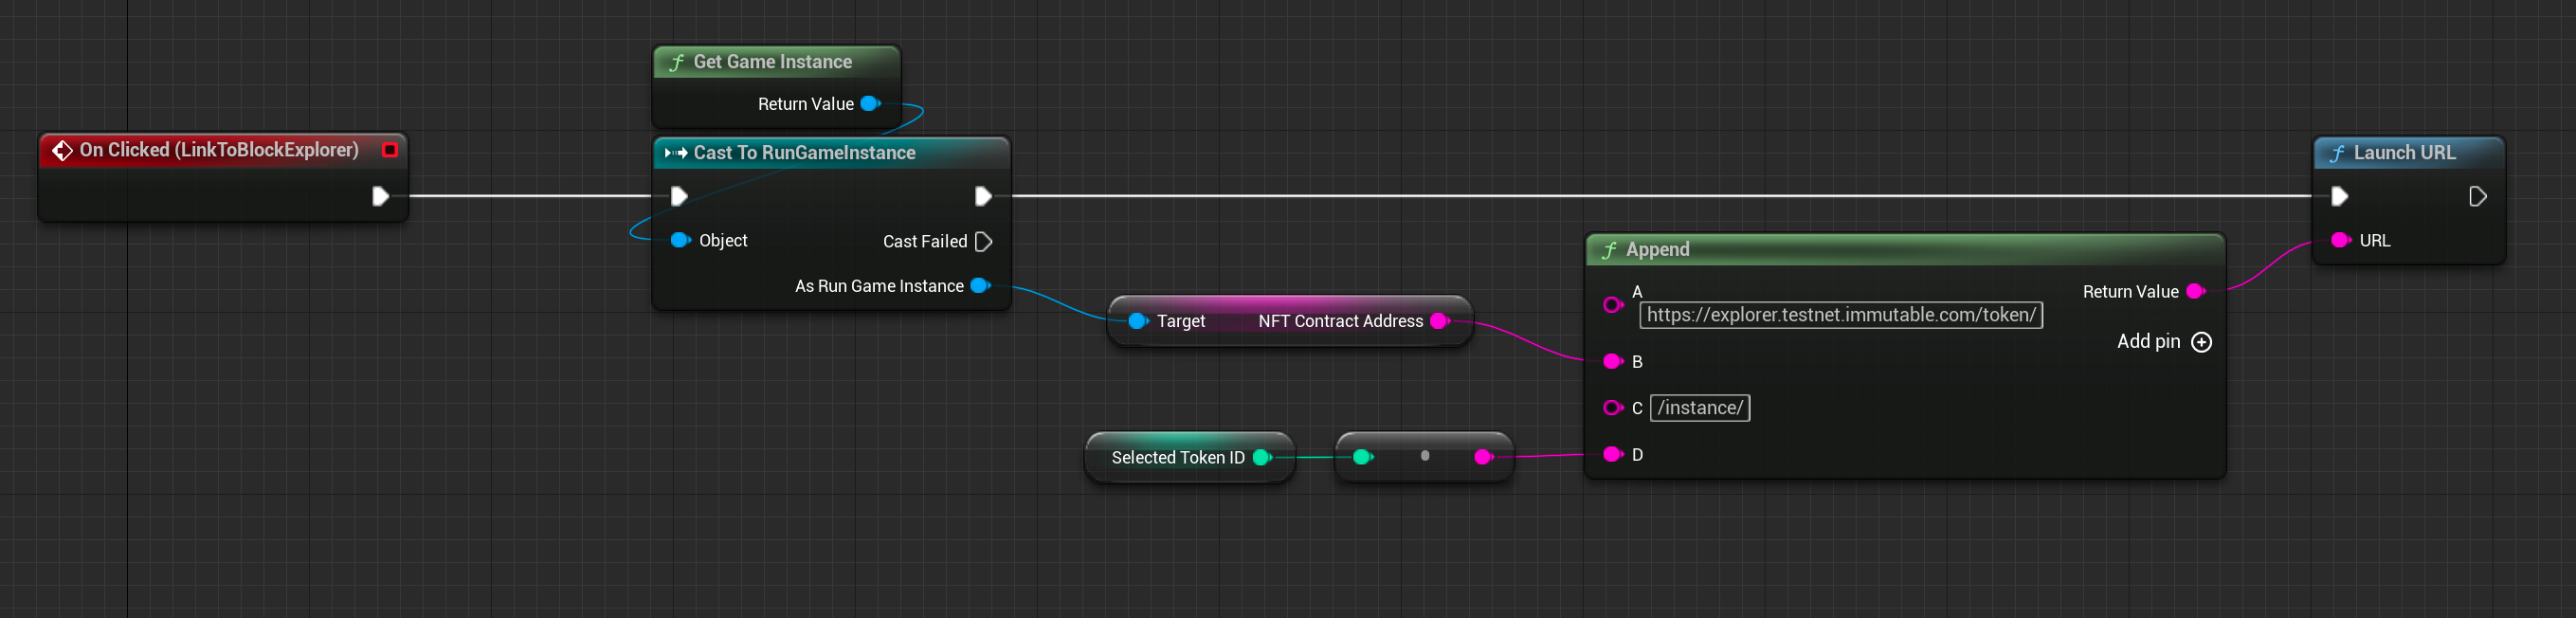 On Clicked (LinkToBlockExplorer)
Get Game Instance
Return Value
Cast To RunGameInstance
Object
Cast Failed
As Run Game Instance
Target
NFT Contract Address
Selected Token ID
Append
A
https://explorer.testnet.immutable.com/token/
Return Value
Add pin
B
C
/instance/
D
Launch URL
URL